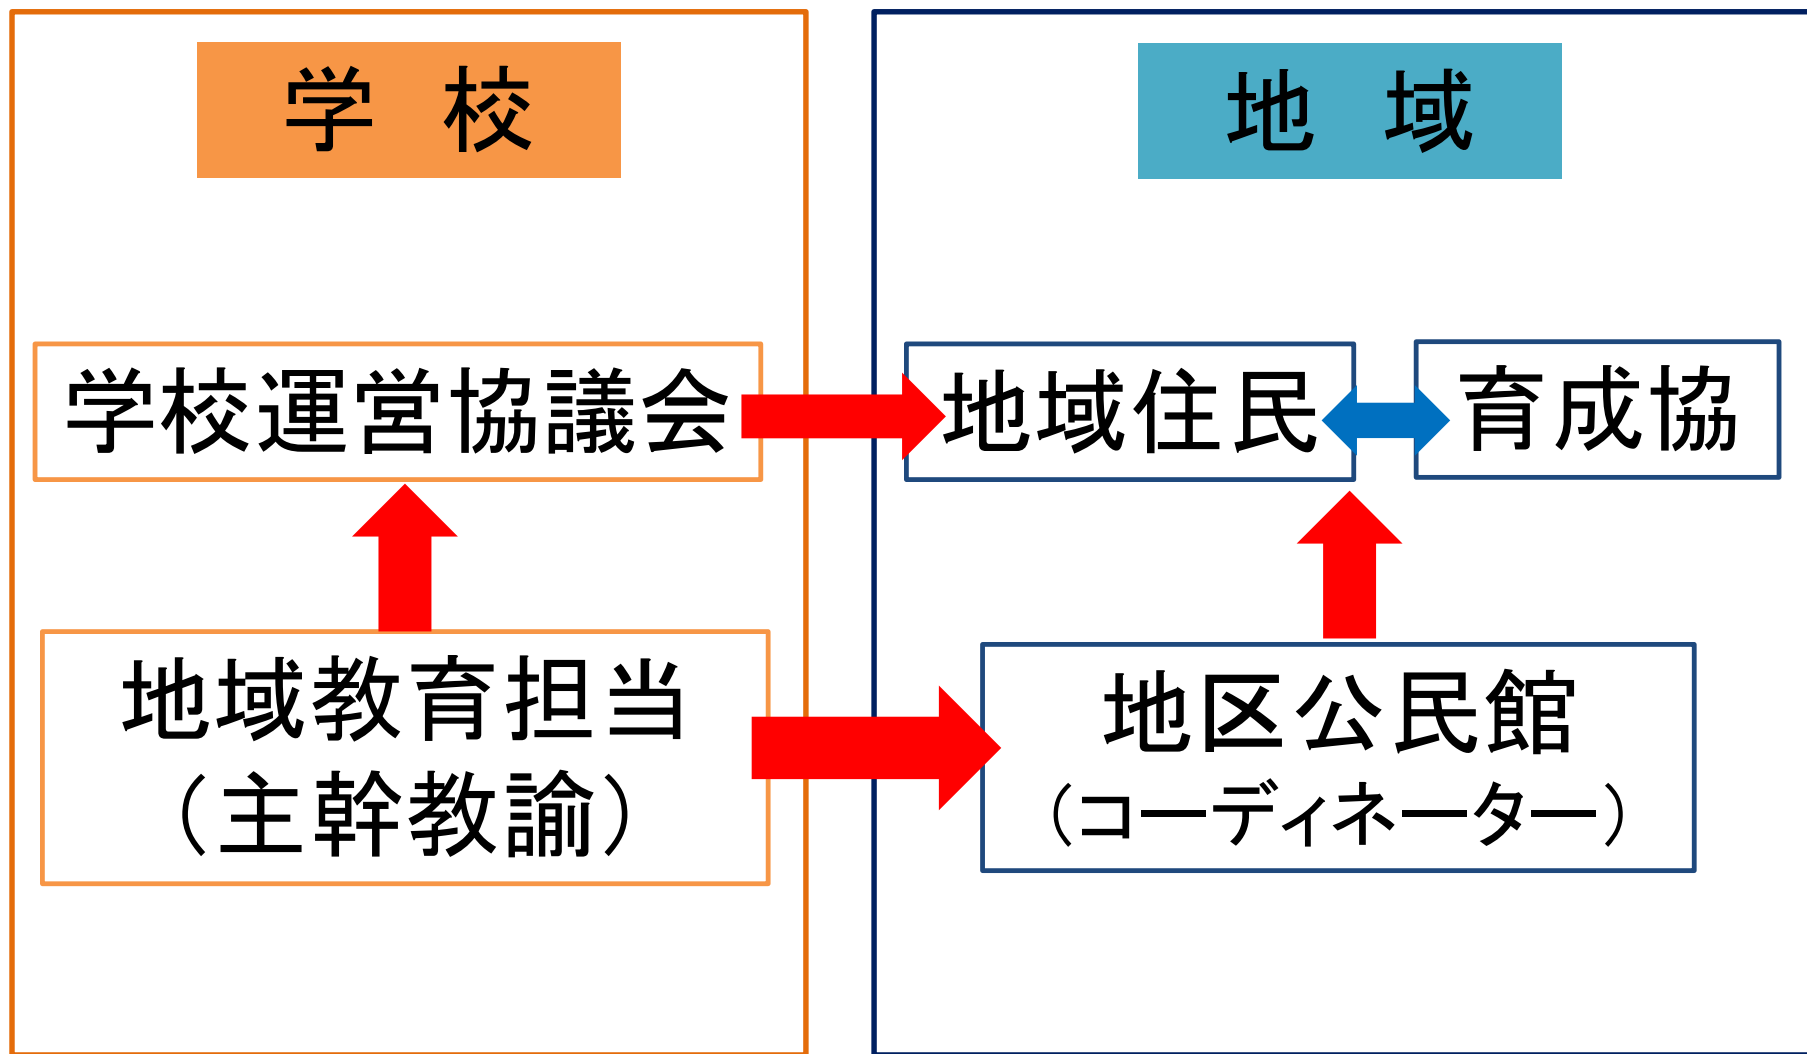 学 校
学校運営協議会
地域教育担当
（主幹教諭）
地 域
地域住民
育成協
地区公民館
（コーディネーター）